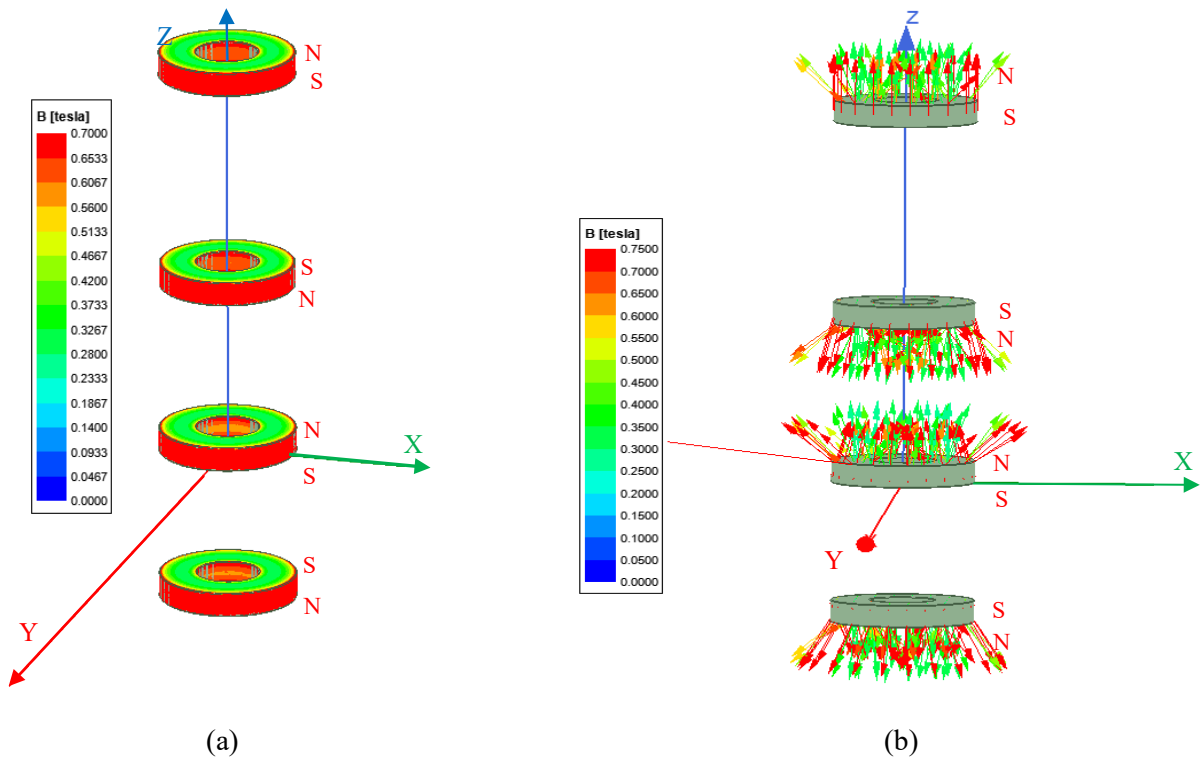 Z
N
S
B [tesla]
0.7000
0.6533
0.6067
0.5600
0.5133
0.4667
0.4200
0.3733
0.3267
0.2800
0.2333
0.1867
0.1400
0.0933
0.0467
0.0000
S
N
N
X
S
S
N
Y
(a)
z
N
S
B [tesla]
0.7500
0.7000
0.6500
0.6000
0.5500
0.5000
0.4500
0.4000
0.3500
0.3000
0.2500
0.2000
0.1500
0.1000
0.0500
0.0000
S
N
N
X
S
Y
S
N
(b)